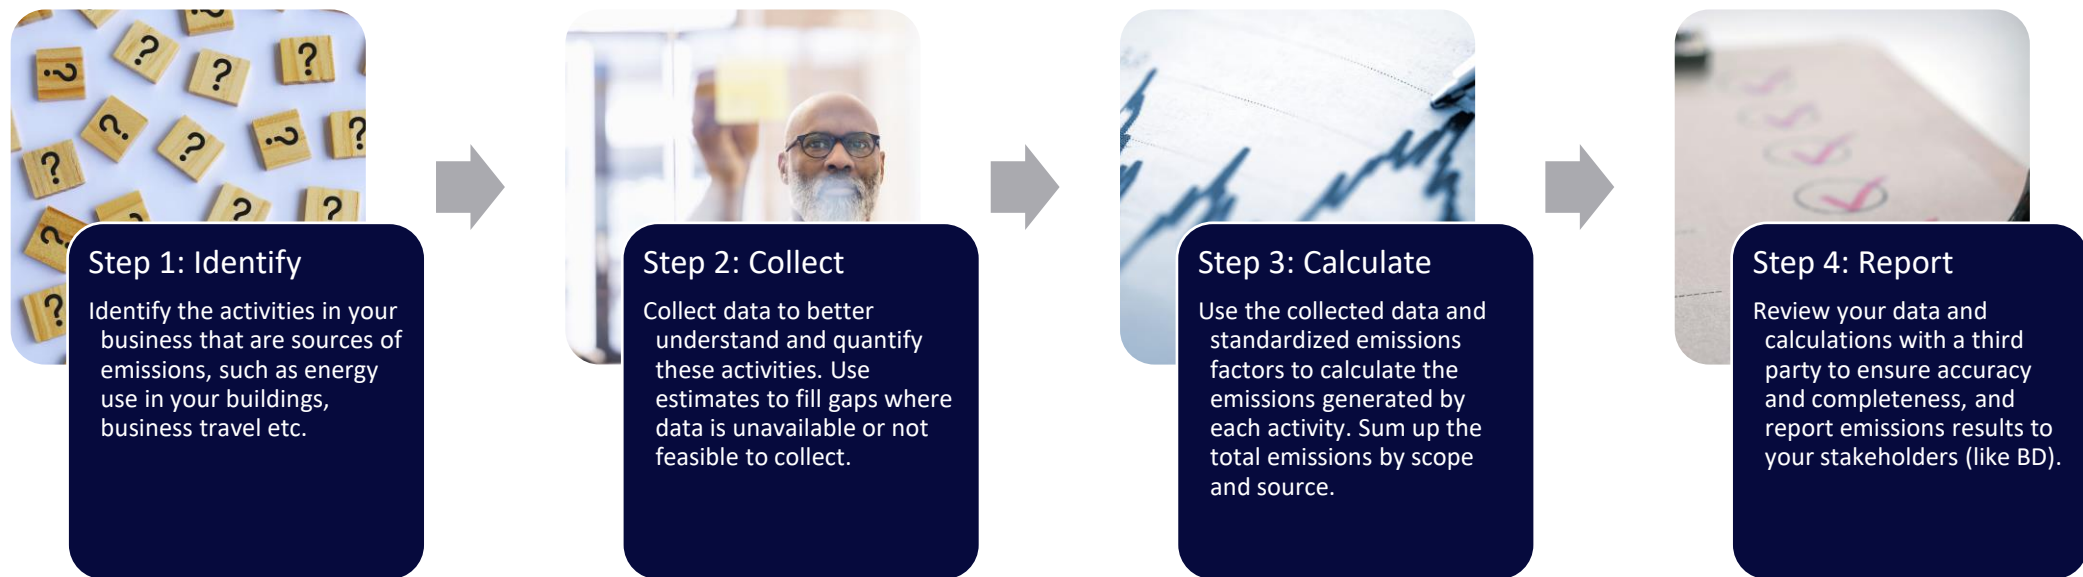 Step 1: Identify
Identify the activities in your
business that are sources of
emissions, such as energy
use in your buildings,
business travel etc.
Step 2: Collect
Collect data to better
understand and quantify
these activities. Use
estimates to fill gaps where
data is unavailable or not
feasible to collect.
Step 3: Calculate
Use the collected data and
standardized emissions
factors to calculate the
emissions generated by
each activity. Sum up the
total emissions by scope
and source.
Step 4: Report
Review your data and
calculations with a third
party to ensure accuracy
and completeness, and
report emissions results to
your stakeholders (like BD).